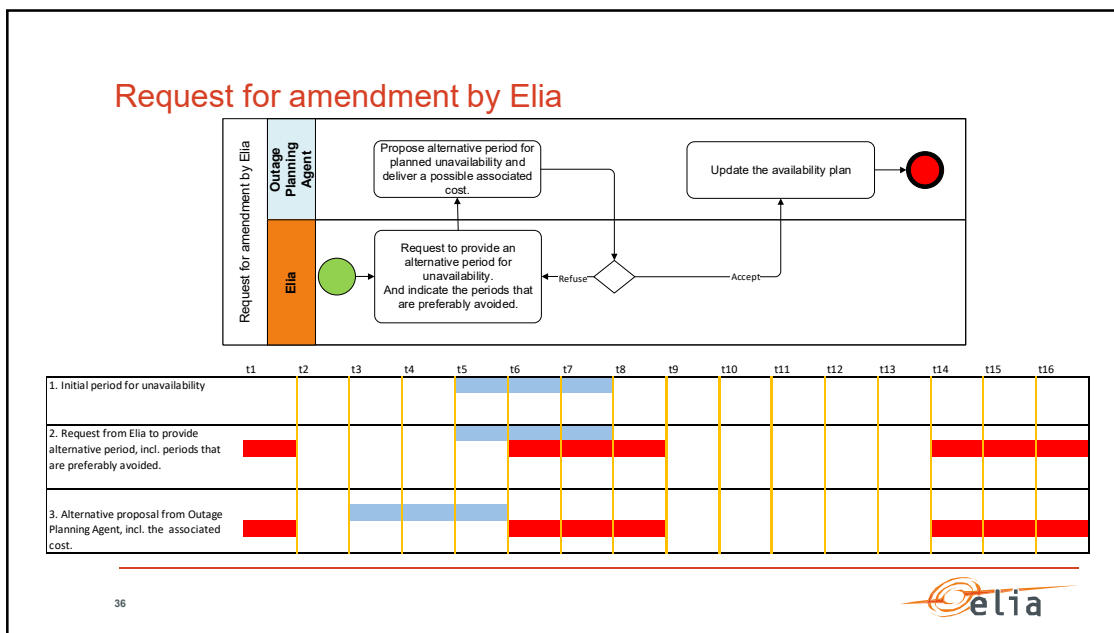 Request for amendment by Elia
Request for amendment by Elia
Outage
Planning
Agent
Propose alternative period for
planned unavailability and
deliver a possible associated
cost.
Update the availability plan
Elia
Request to provide an
alternative period for
unavailability.
And indicate the periods that
are preferably avoided.
Refuse
Accept
t1 t2 t3 t4 t5 t6 t7 t8 t9 t10 t11 t12 t13 t14 t15 t16
1. Initial period for unavailability
2. Request from Elia to provide
alternative period, incl. periods that
are preferably avoided.
3. Alternative proposal from Outage
Planning Agent, incl. the associated
cost.
36
elia